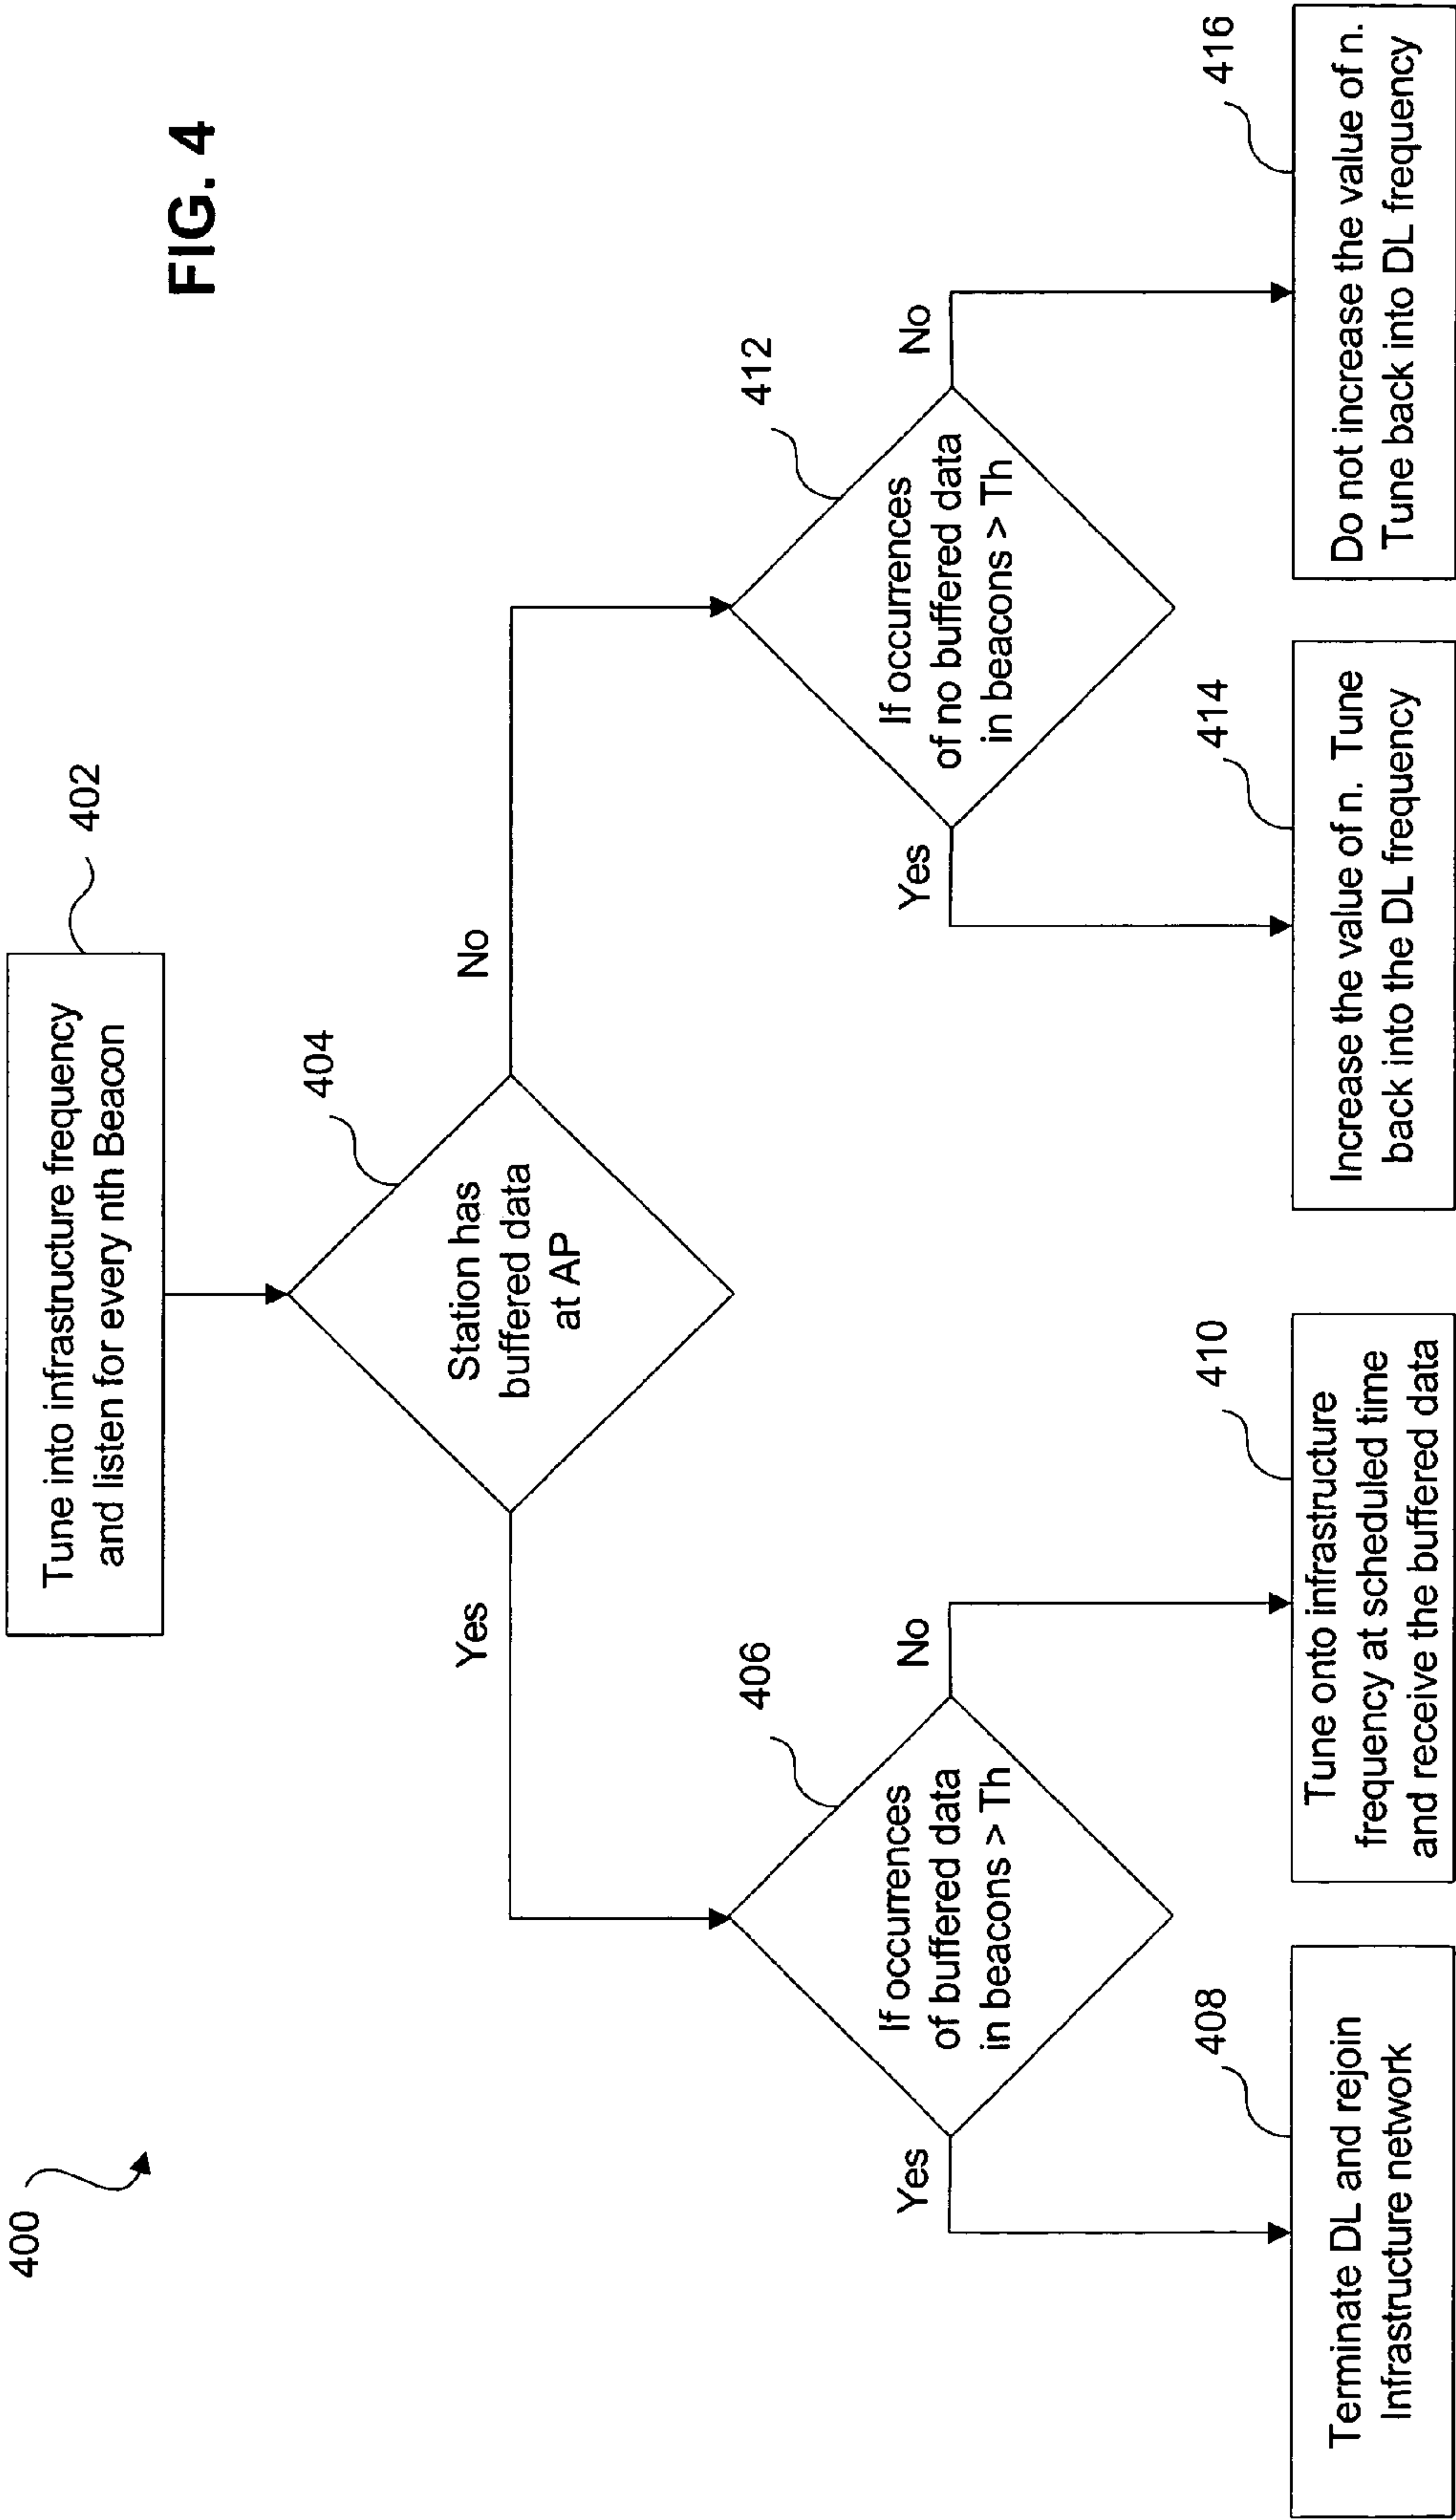 400
FIG. 4
402
Tune into infrastructure frequency
and listen for every nth Beacon
404
Station has
buffered data
at AP
Yes
No
406
If occurrences
of buffered data
in beacons > Th
Yes
No
412
If occurrences
of no buffered data
in beacons > Th
Yes
No
408
Terminate DL and rejoin
Infrastructure network
410
Tune onto infrastructure
frequency at scheduled time
and receive the buffered data
414
Increase the value of n. Tune
back into the DL frequency
416
Do not increase the value of n.
Tune back into DL frequency